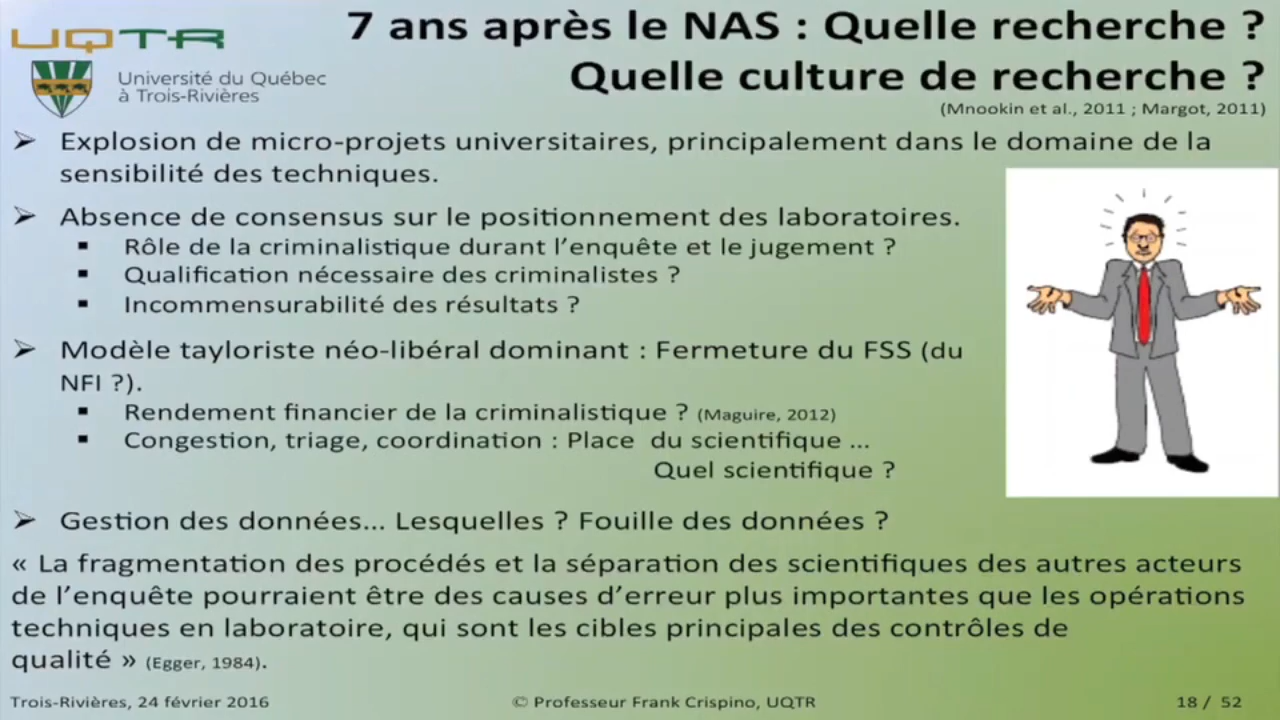 UQTR
Université du Québec
à Trois-Rivières
7 ans après le NAS : Quelle recherche ?
Quelle culture de recherche ?
(Mnookin et al., 2011 ; Margot, 2011)
➢ Explosion de micro-projets universitaires, principalement dans le domaine de la
sensibilité des techniques.
➢ Absence de consensus sur le positionnement des laboratoires.
▪ Rôle de la criminalistique durant l’enquête et le jugement ?
▪ Qualification nécessaire des criminalistes ?
▪ Incommensurabilité des résultats ?
➢ Modèle tayloriste néo-libéral dominant : Fermeture du FSS (du
NFI ?).
▪ Rendement financier de la criminalistique ? (Maguire, 2012)
▪ Congestion, triage, coordination : Place du scientifique ...
Quel scientifique ?
➢ Gestion des données... Lesquelles ? Fouille des données ?
« La fragmentation des procédés et la séparation des scientifiques des autres acteurs
de l’enquête pourraient être des causes d’erreur plus importantes que les opérations
techniques en laboratoire, qui sont les cibles principales des contrôles de
qualité » (Egger, 1984).
Trois-Rivières, 24 février 2016
© Professeur Frank Crispino, UQTR
18 / 52